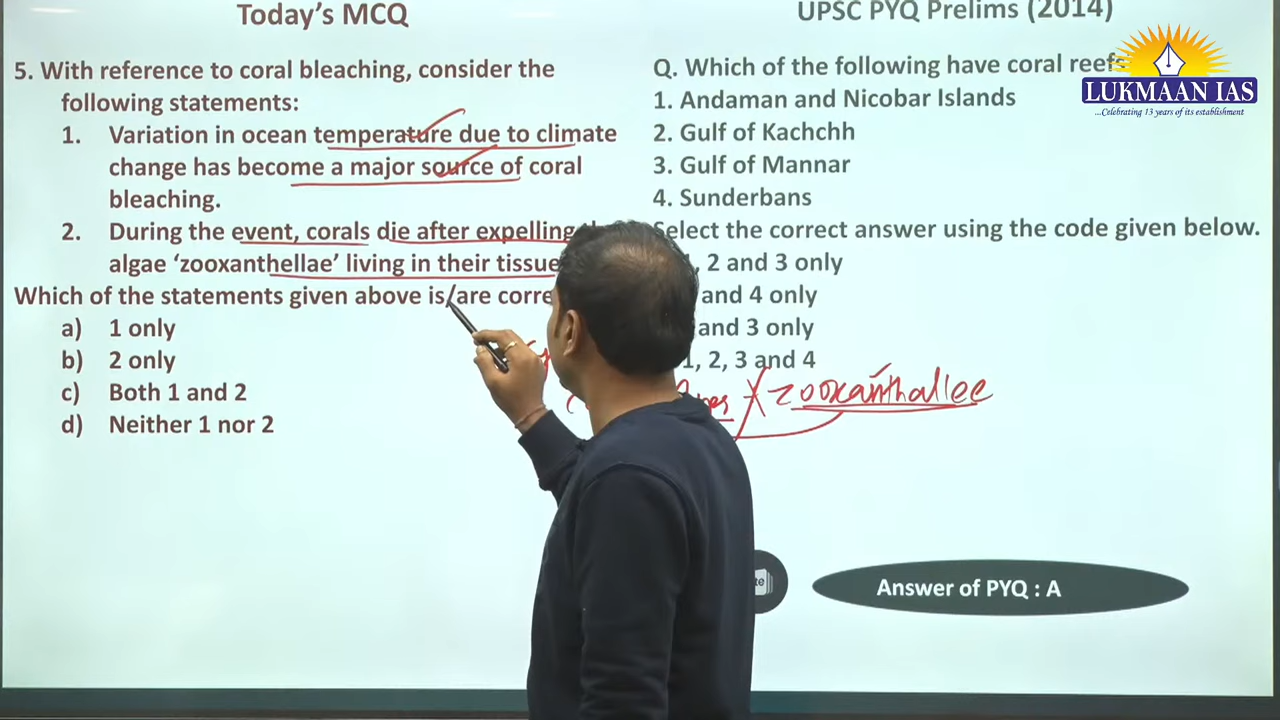 Today's MCQ
5. With reference to coral bleaching, consider the
following statements:
1. Variation in ocean temperature due to climate
change has become a major source of coral
bleaching.
2. During the event, corals die after expelling
algae 'zooxanthellae' living in their tissue
Which of the statements given above is/are
a) 1 only
b) 2 only
c) Both 1 and 2
d) Neither 1 nor 2
UPSC PYQ Prelims (2014)
Q. Which of the following have coral reefs
1. Andaman and Nicobar Islands
2. Gulf of Kachchh
3. Gulf of Mannar
4. Sunderbans
Select the correct answer using the code given below.
, 2 and 3 only
and 4 only
and 3 only
1, 2, 3 and 4
zooxanthallee
Answer of PYQ : A
LUKMAAN IAS
...Celebrating 13 years of its establishment